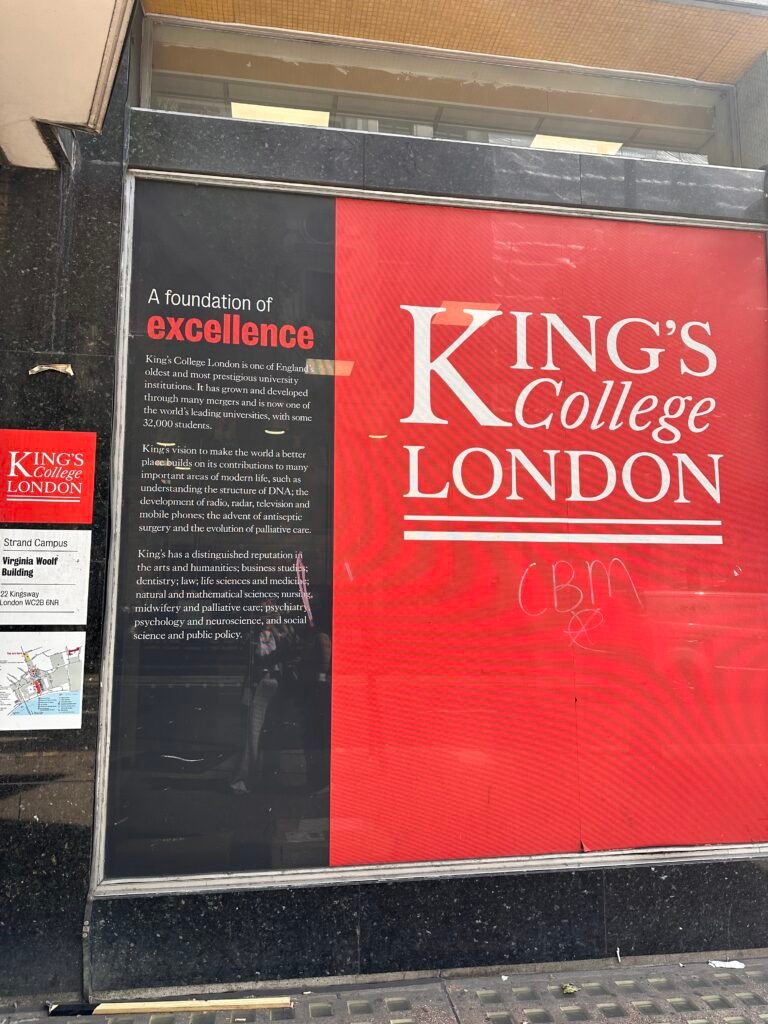 A foundation of
excellence
King's College London is one of England's
oldest and most prestigious university
institutions. It has grown and developed
through many mergers and is now one of
the world's leading universities, with some
32,000 students.
King's vision to make the world a better
place builds on its contributions to many
important areas of modern life, such as
understanding the structure of DNA; the
development of radio, radar, television and
mobile phones; the advent of antiseptic
surgery and the evolution of palliative care.
King's has a distinguished reputation in
the arts and humanities; business studies;
dentistry; law; life sciences and medicine;
natural and mathematical sciences; nursing,
midwifery and palliative care; psychiatry,
psychology and neuroscience, and social
science and public policy.
KING'S
College
LONDON
CBM
KING'S
College
LONDON
Strand Campus
Virginia Woolf
Building
22 Kingsway
London WC2B 6NR